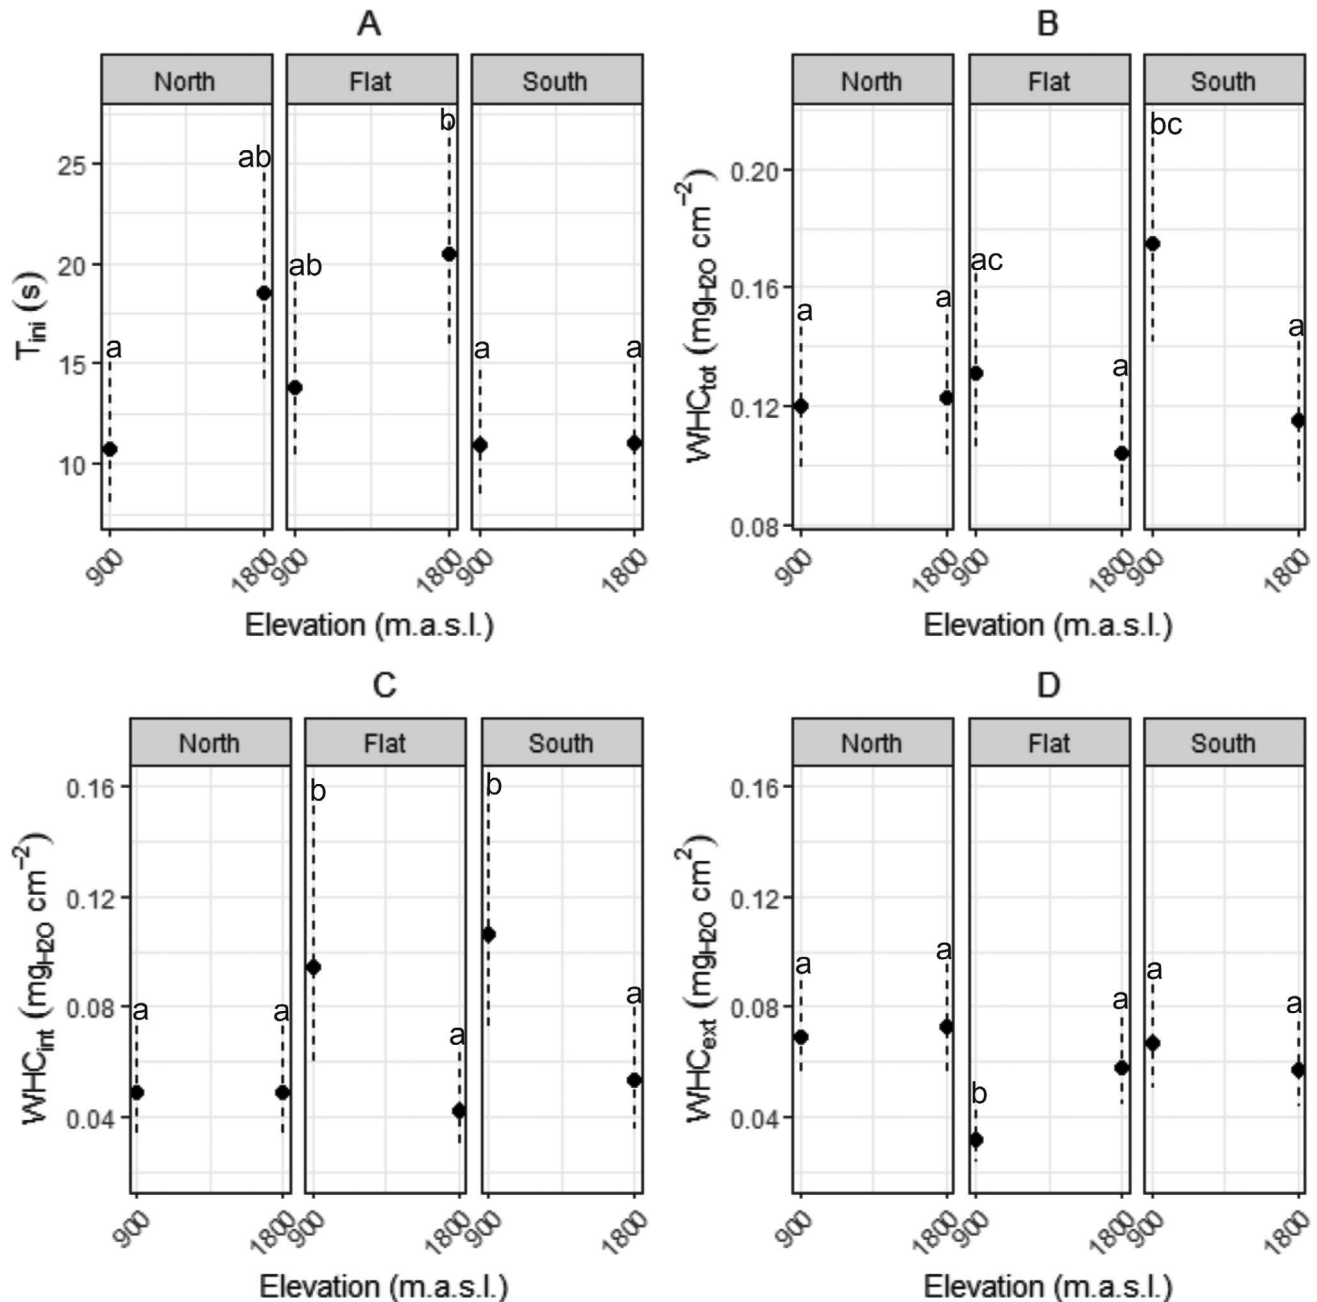 A
North Flat South
b
ab
25
ab
20
a a a
15
10
T_ini (s)
900 1800 900 1800 900 1800
Elevation (m.a.s.l.)
B
North Flat South
bc
0.20
ac
a a
0.16
a
a
0.12
0.08
WHC_tot (mg_H2O cm^−2)
900 1800 900 1800 900 1800
Elevation (m.a.s.l.)
C
North Flat South
b b
0.16
0.12
a a a
a
0.08
0.04
WHC_int (mg_H2O cm^−2)
900 1800 900 1800 900 1800
Elevation (m.a.s.l.)
D
North Flat South
0.16
0.12
a a a
a a
0.08
b
0.04
WHC_ext (mg_H2O cm^2)
900 1800 900 1800 900 1800
Elevation (m.a.s.l.)